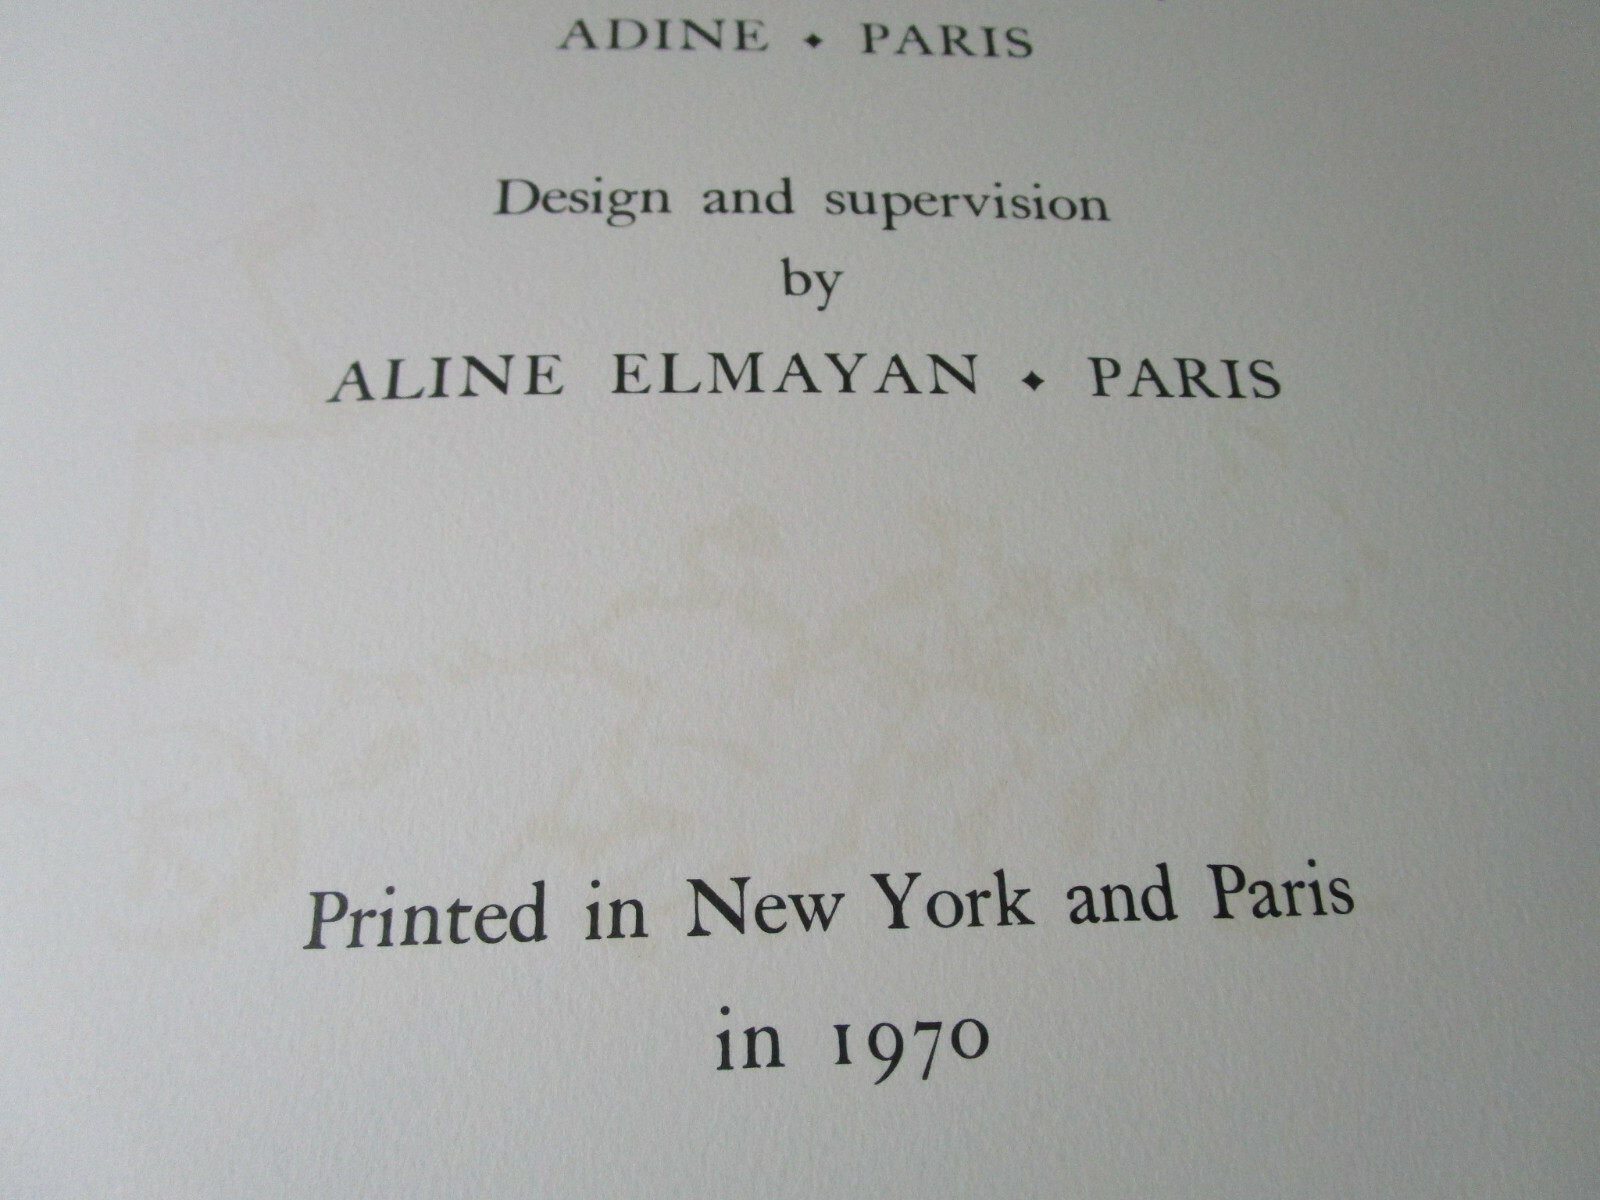 ADINE ♦ PARIS
Design and supervision
by
ALINE ELMAYAN ♦ PARIS
Printed in New York and Paris
in 1970